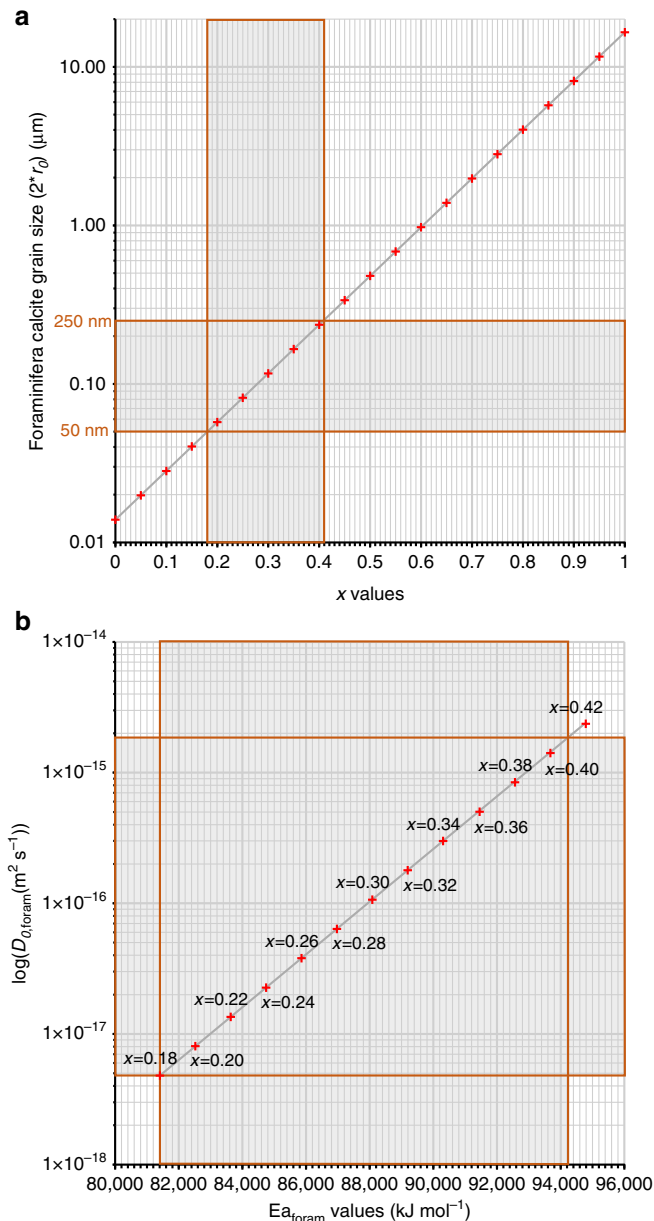 a
Foraminifera calcite grain size (2*r0) (μm)
10.00
1.00
250 nm
0.10
50 nm
0.01
0 0.1 0.2 0.3 0.4 0.5 0.6 0.7 0.8 0.9 1
x values
b
log(D0,foram(m² s⁻¹))
1×10⁻¹⁴
x=0.42
1×10⁻¹⁵
x=0.38
x=0.40
x=0.34
x=0.36
x=0.30
1×10⁻¹⁶
x=0.32
x=0.26
x=0.28
x=0.22
x=0.24
1×10⁻¹⁷
x=0.18
x=0.20
1×10⁻¹⁸
80,000 82,000 84,000 86,000 88,000 90,000 92,000 94,000 96,000
Eaforam values (kJ mol⁻¹)